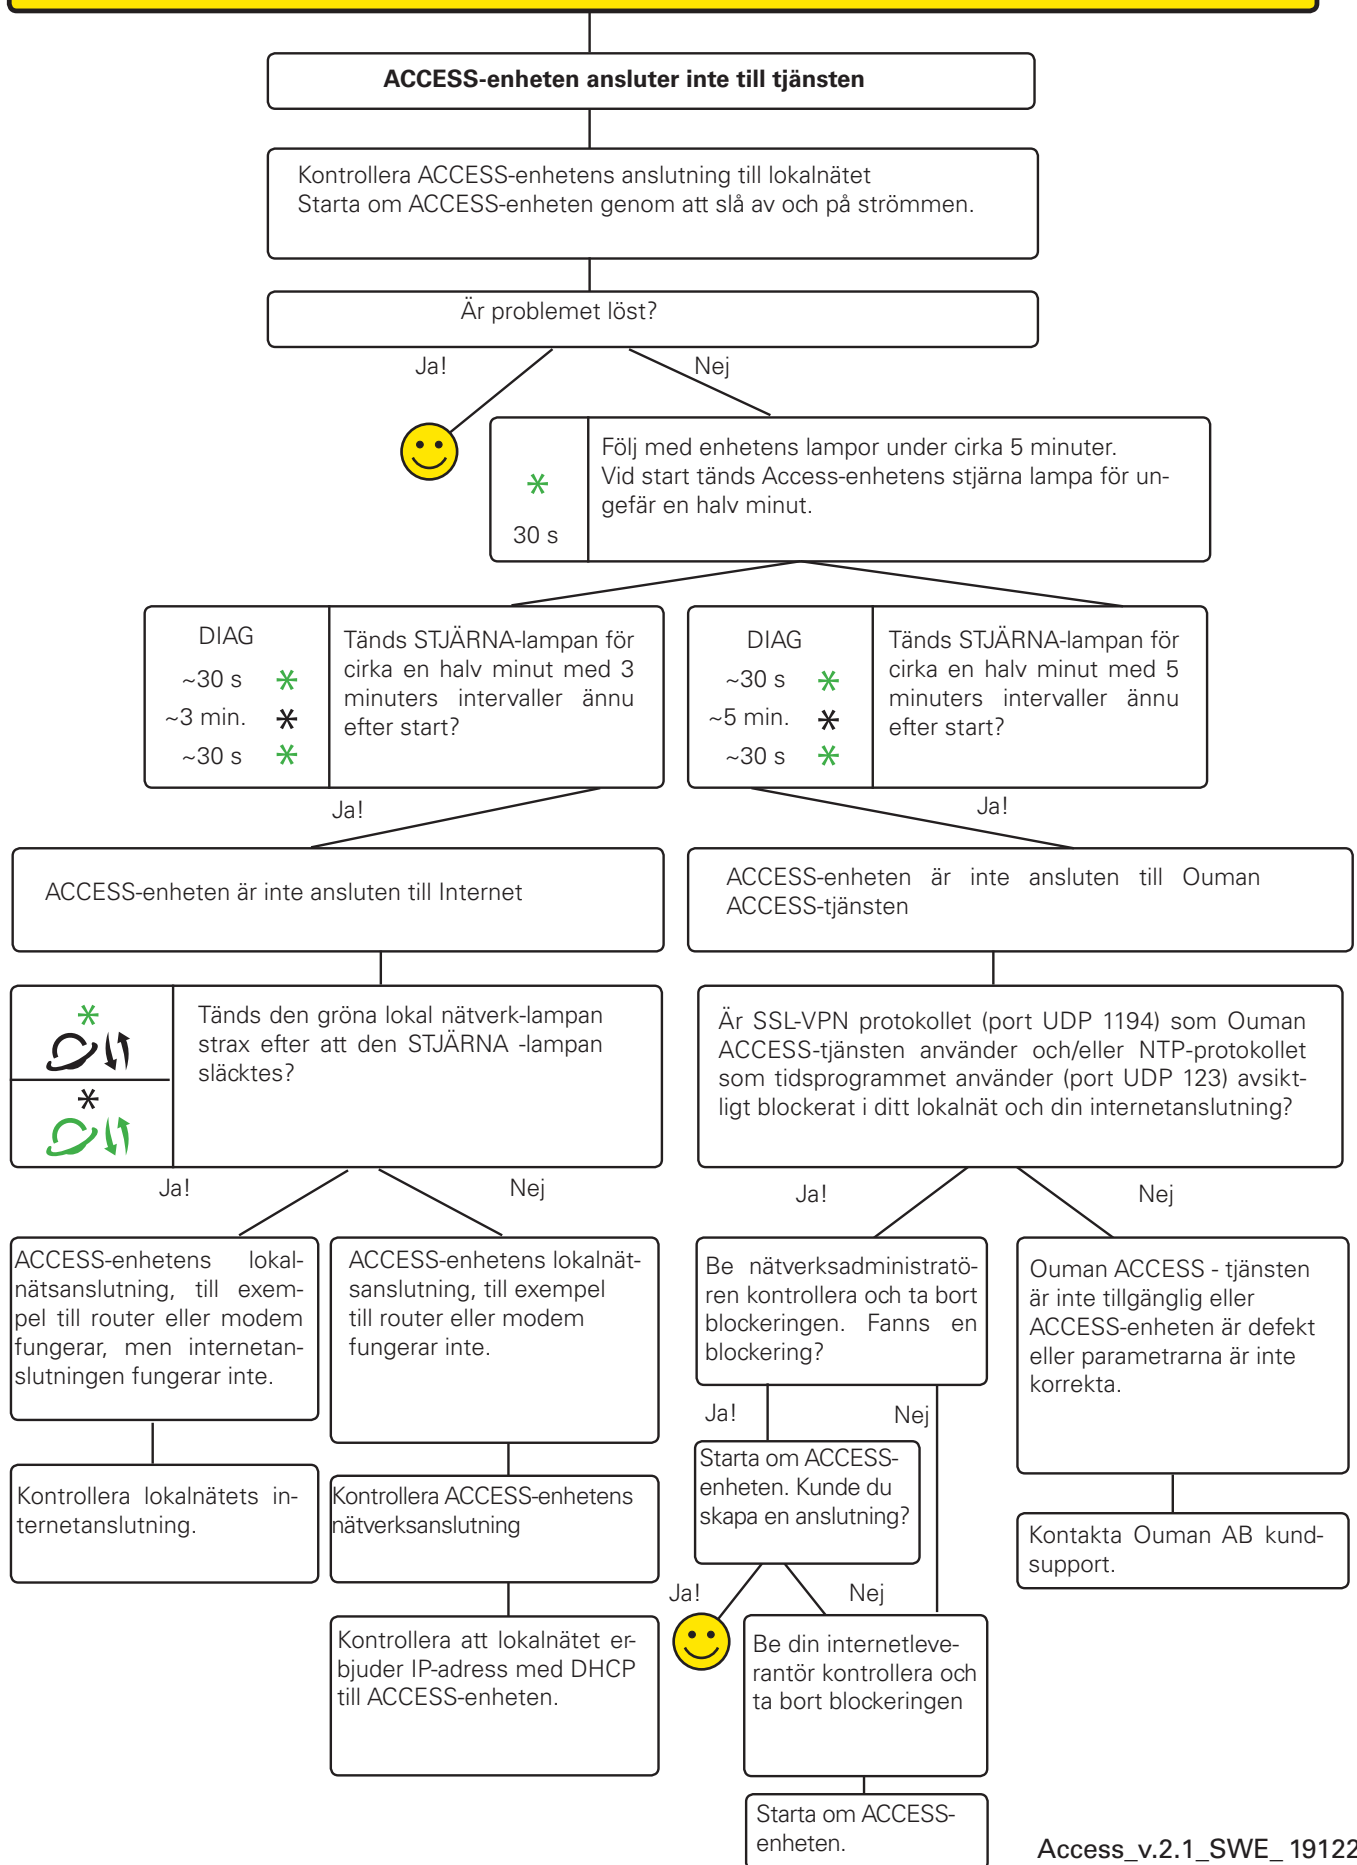 ACCESS-enheten ansluter inte till tjänsten
Kontrollera ACCESS-enhetens anslutning till lokalnätet
Starta om ACCESS-enheten genom att slå av och på strömmen.
Är problemet löst?
Ja!
Nej
30 s
Följ med enhetens lampor under cirka 5 minuter.
Vid start tänds Access-enhetens stjärna lampa för un-
gefär en halv minut.
DIAG
~30 s
~3 min.
~30 s
Tänds STJÄRNA-lampan för
cirka en halv minut med 3
minuters intervaller ännu
efter start?
DIAG
~30 s
~5 min.
~30 s
Tänds STJÄRNA-lampan för
cirka en halv minut med 5
minuters intervaller ännu
efter start?
Ja!
Ja!
ACCESS-enheten är inte ansluten till Internet
ACCESS-enheten är inte ansluten till Ouman
ACCESS-tjänsten
Tänds den gröna lokal nätverk-lampan
strax efter att den STJÄRNA -lampan
släcktes?
Är SSL-VPN protokollet (port UDP 1194) som Ouman
ACCESS-tjänsten använder och/eller NTP-protokollet
som tidsprogrammet använder (port UDP 123) avsikt-
ligt blockerat i ditt lokalnät och din internetanslutning?
Ja!
Nej
Ja!
Nej
ACCESS-enhetens lokal-
nätsanslutning, till exem-
pel till router eller modem
fungerar, men internetan-
slutningen fungerar inte.
ACCESS-enhetens lokalnät-
sanslutning, till exempel
till router eller modem
fungerar inte.
Be nätverksadministratö-
ren kontrollera och ta bort
blockeringen. Fanns en
blockering?
Ouman ACCESS - tjänsten
är inte tillgänglig eller
ACCESS-enheten är defekt
eller parametrarna är inte
korrekta.
Ja!
Nej
Kontrollera lokalnätets in-
ternetanslutning.
Kontrollera ACCESS-enhetens
nätverksanslutning
Starta om ACCESS-
enheten. Kunde du
skapa en anslutning?
Kontakta Ouman AB kund-
support.
Ja!
Nej
Kontrollera att lokalnätet er-
bjuder IP-adress med DHCP
till ACCESS-enheten.
Be din internetleve-
rantör kontrollera och
ta bort blockeringen
Starta om ACCESS-
enheten.
Access_v.2.1_SWE_ 19122